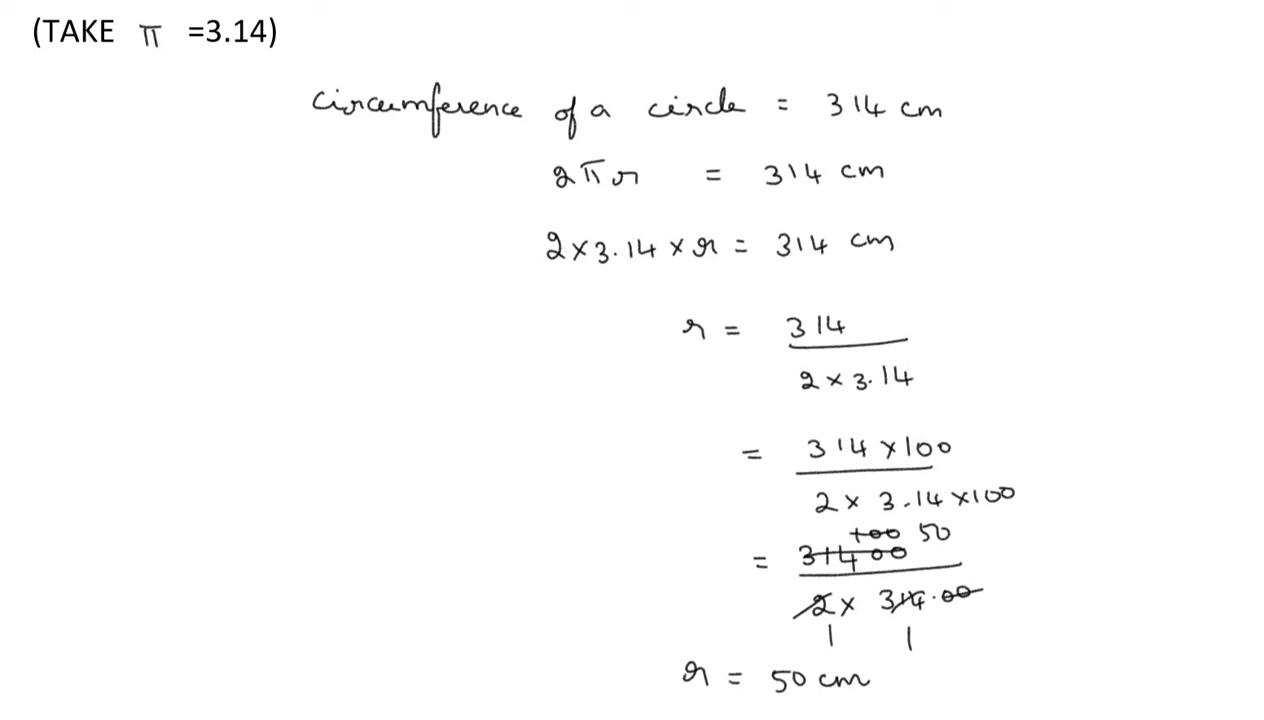 (TAKE π =3.14)
circumference of a circle = 314 cm
2πr = 314 cm
2×3.14×r = 314 cm
r = 314
2×3.14
= 314×100
2× 3.14×100
100 50
= 31400
2× 314.00
1 1
r = 50 cm